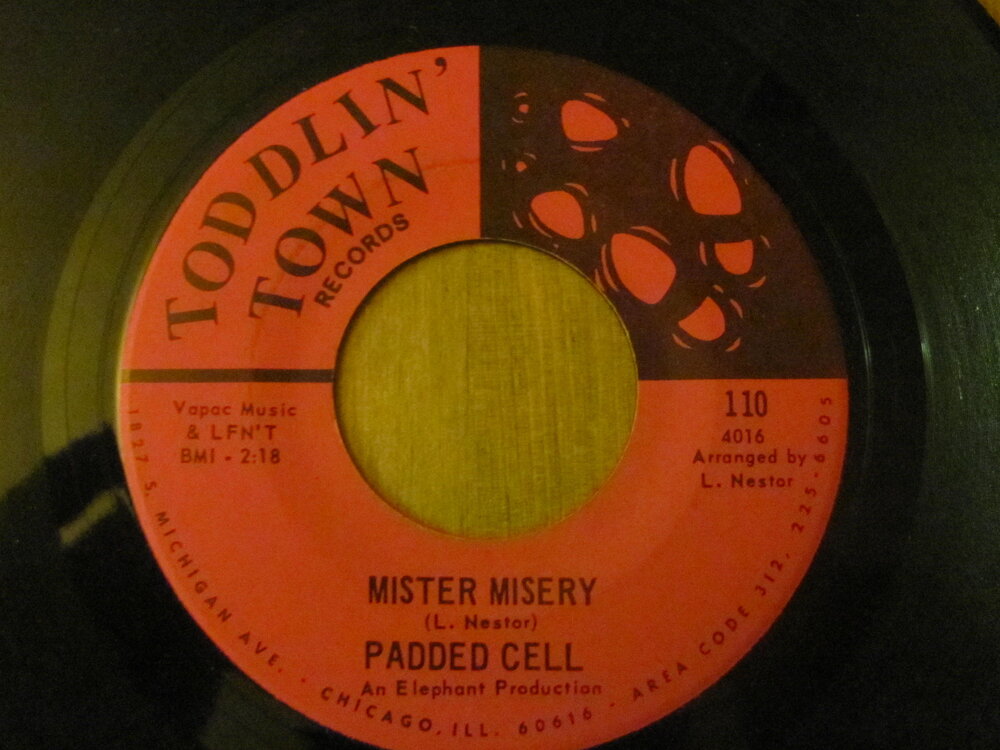 TODDLIN'
TOWN
RECORDS
Vapac Music
& LFN'T
BMI - 2:18
110
4016
Arranged by
L. Nestor
MISTER MISERY
(L. Nestor)
PADDED CELL
An Elephant Production
1827 S. MICHIGAN AVE. · CHICAGO, ILL. 60616 · AREA CODE 312, 225-6605